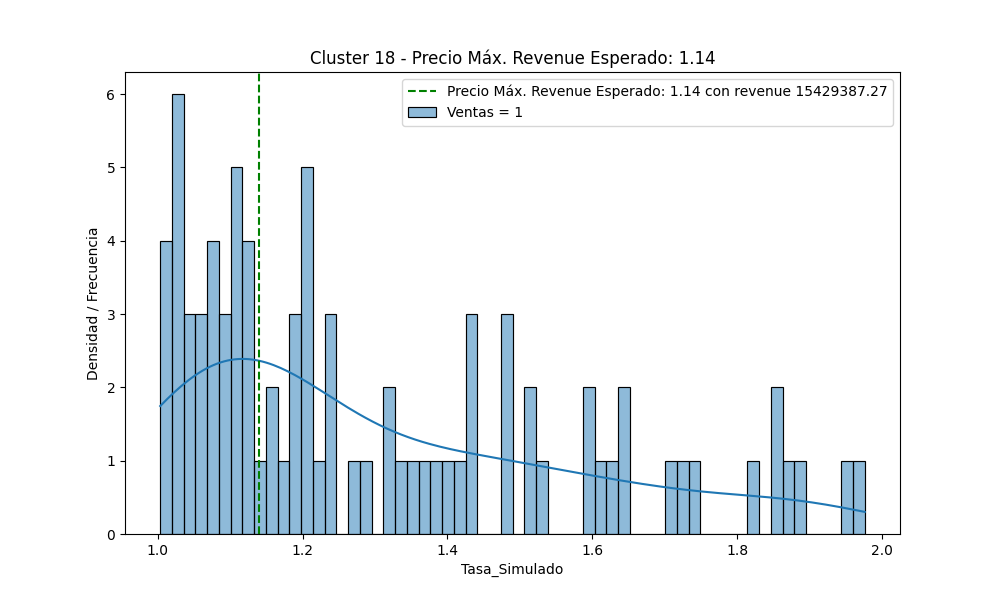 Cluster 18 - Precio Máx. Revenue Esperado: 1.14
Precio Máx. Revenue Esperado: 1.14 con revenue 15429387.27
Ventas = 1
Densidad / Frecuencia
6
5
4
3
2
1
0
1.0 1.2 1.4 1.6 1.8 2.0
Tasa_Simulado